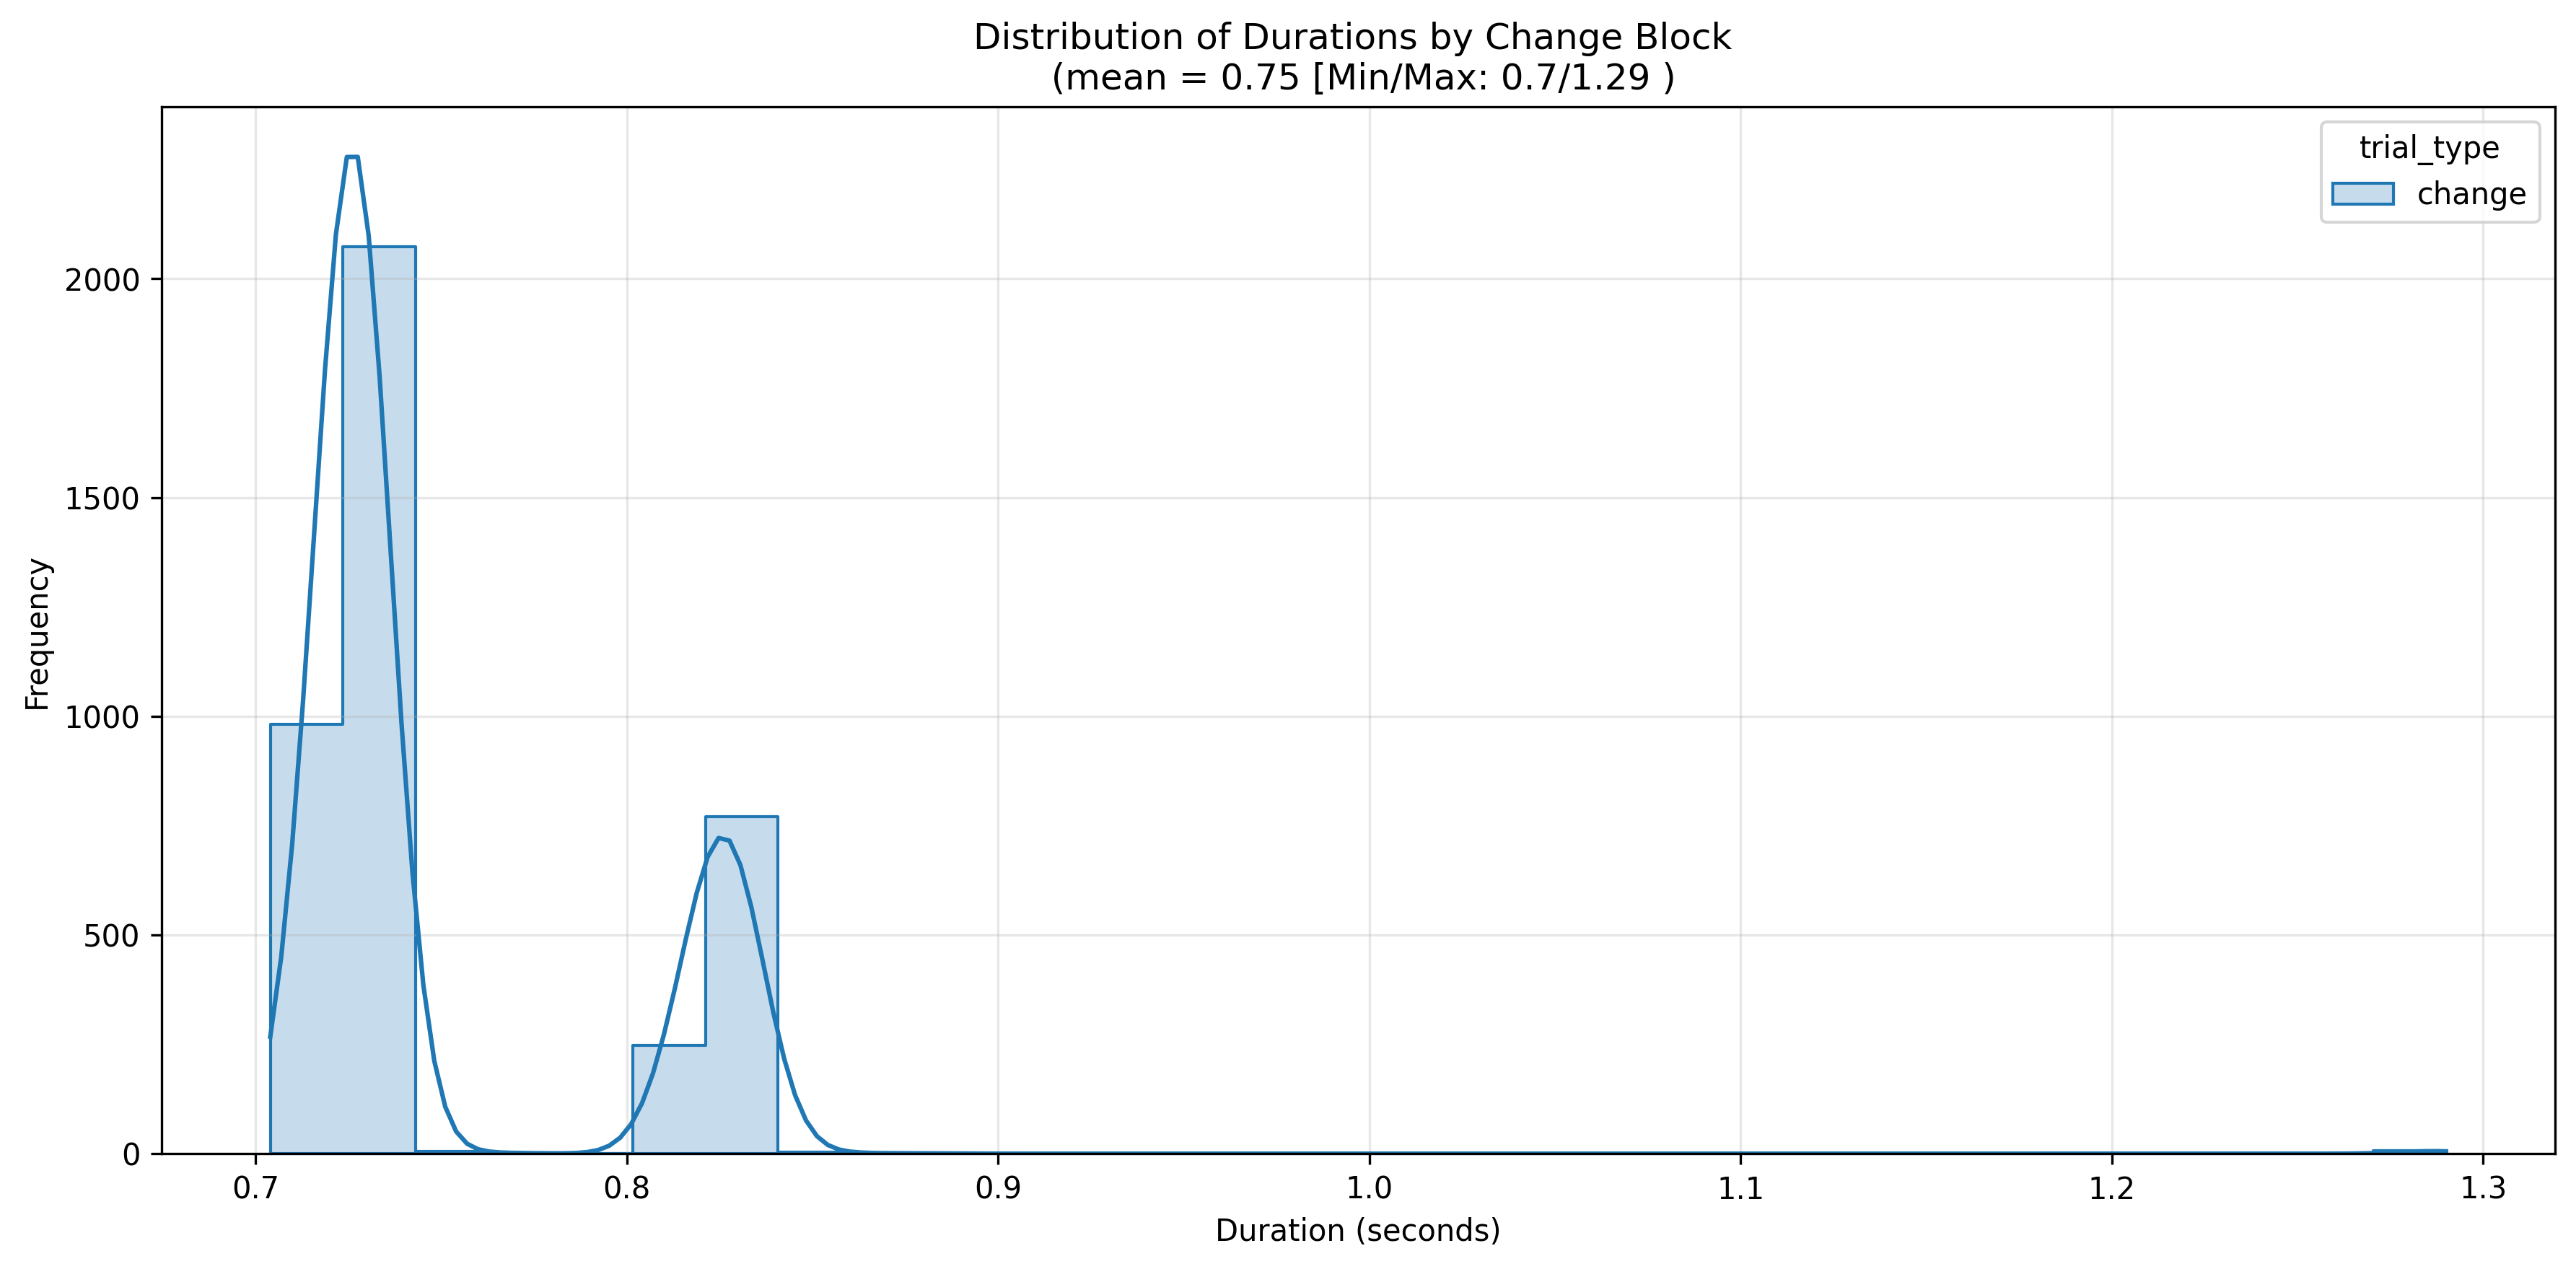 Distribution of Durations by Change Block
(mean = 0.75 [Min/Max: 0.7/1.29 )
trial_type
change
Frequency
2000
1500
1000
500
0
0.7 0.8 0.9 1.0 1.1 1.2 1.3
Duration (seconds)